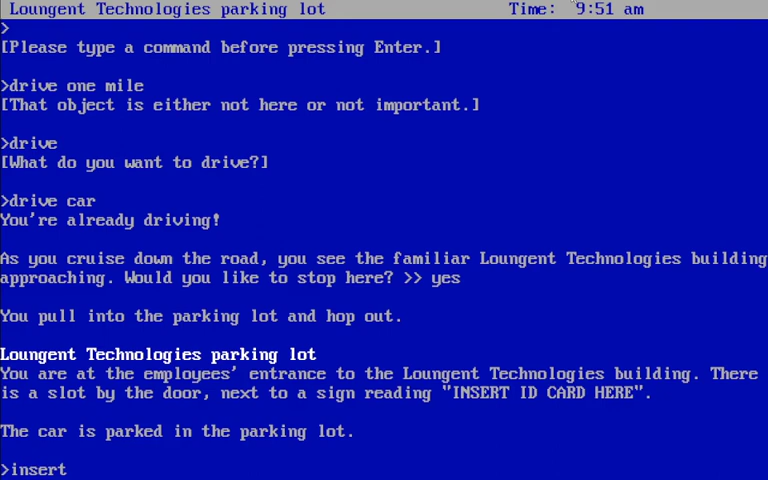 Loungent Technologies parking lot Time: 9:51 am
>
[Please type a command before pressing Enter.]
>drive one mile
[That object is either not here or not important.]
>drive
[What do you want to drive?]
>drive car
You're already driving!
As you cruise down the road, you see the familiar Loungent Technologies building
approaching. Would you like to stop here? >> yes
You pull into the parking lot and hop out.
Loungent Technologies parking lot
You are at the employees' entrance to the Loungent Technologies building. There
is a slot by the door, next to a sign reading "INSERT ID CARD HERE".
The car is parked in the parking lot.
>insert